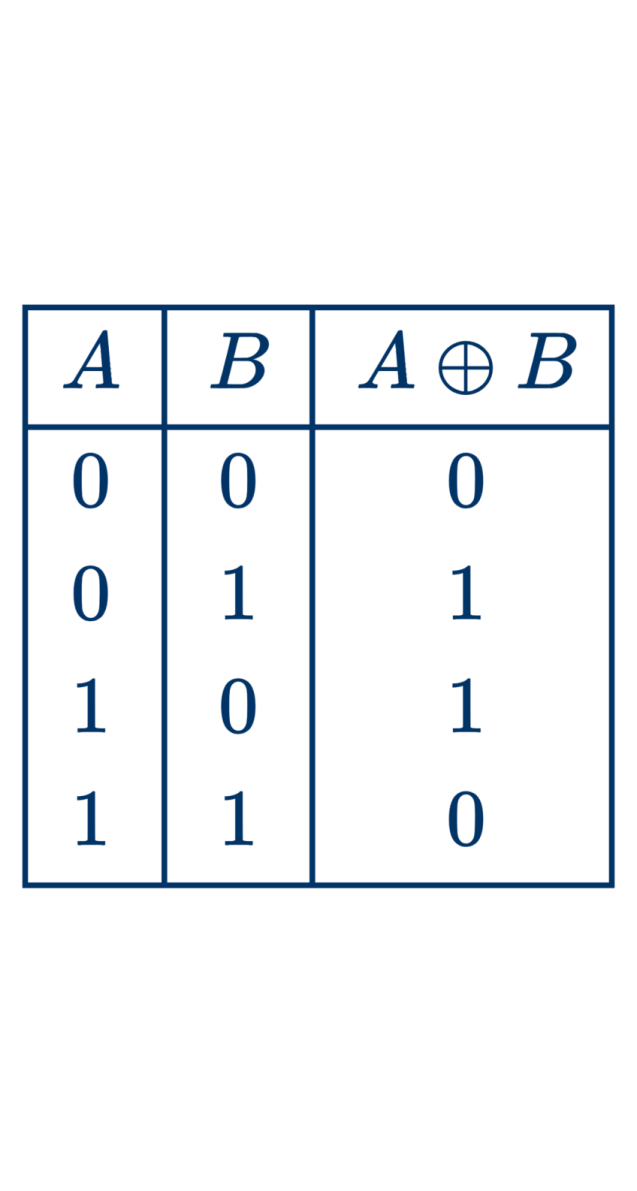 A B A ⊕ B
0 0 0
0 1 1
1 0 1
1 1 0